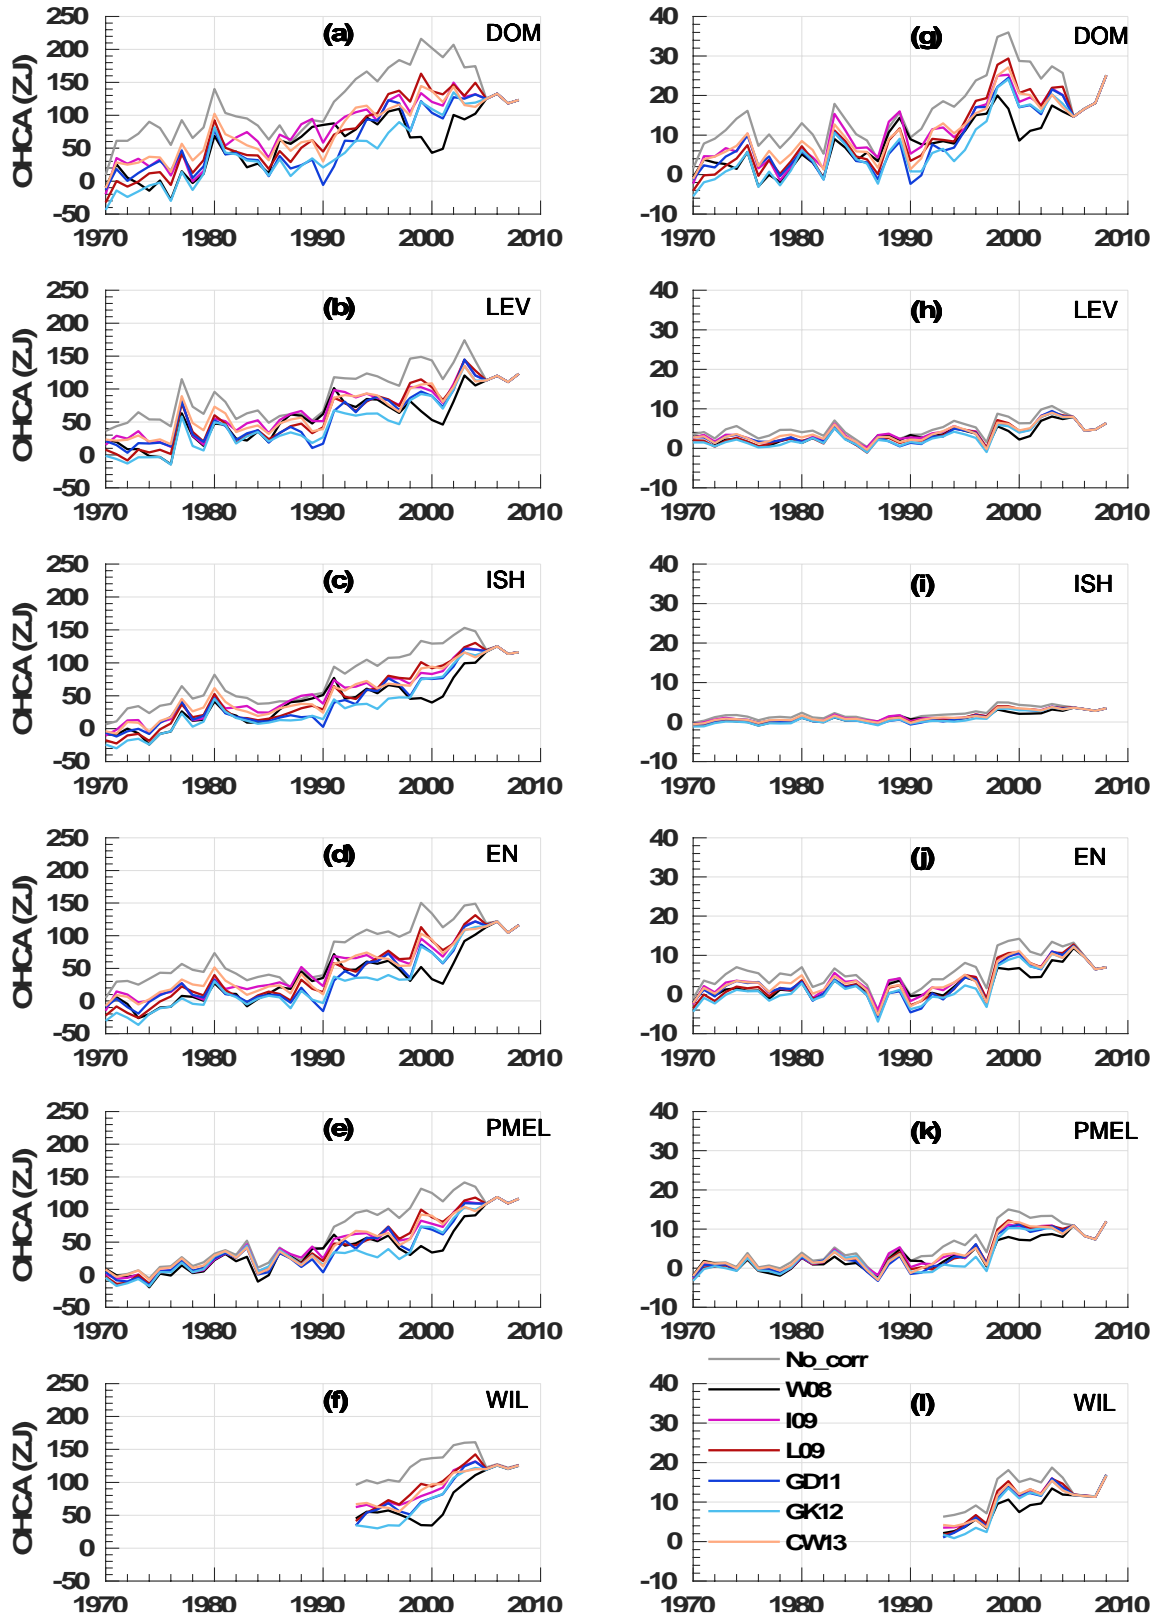 250
200
150
100
50
0
-50
OHCA (ZJ)
(a)
DOM
1970 1980 1990 2000 2010
40
30
20
10
0
-10
(g)
DOM
1970 1980 1990 2000 2010
250
200
150
100
50
0
-50
OHCA (ZJ)
(b)
LEV
1970 1980 1990 2000 2010
40
30
20
10
0
-10
(h)
LEV
1970 1980 1990 2000 2010
250
200
150
100
50
0
-50
OHCA (ZJ)
(c)
ISH
1970 1980 1990 2000 2010
40
30
20
10
0
-10
(i)
ISH
1970 1980 1990 2000 2010
250
200
150
100
50
0
-50
OHCA (ZJ)
(d)
EN
1970 1980 1990 2000 2010
40
30
20
10
0
-10
(j)
EN
1970 1980 1990 2000 2010
250
200
150
100
50
0
-50
OHCA (ZJ)
(e)
PMEL
1970 1980 1990 2000 2010
40
30
20
10
0
-10
(k)
PMEL
1970 1980 1990 2000 2010
250
200
150
100
50
0
-50
OHCA (ZJ)
(f)
WIL
1970 1980 1990 2000 2010
No_corr
W08
I09
L09
GD11
GK12
CW13
40
30
20
10
0
-10
(l)
WIL
1970 1980 1990 2000 2010